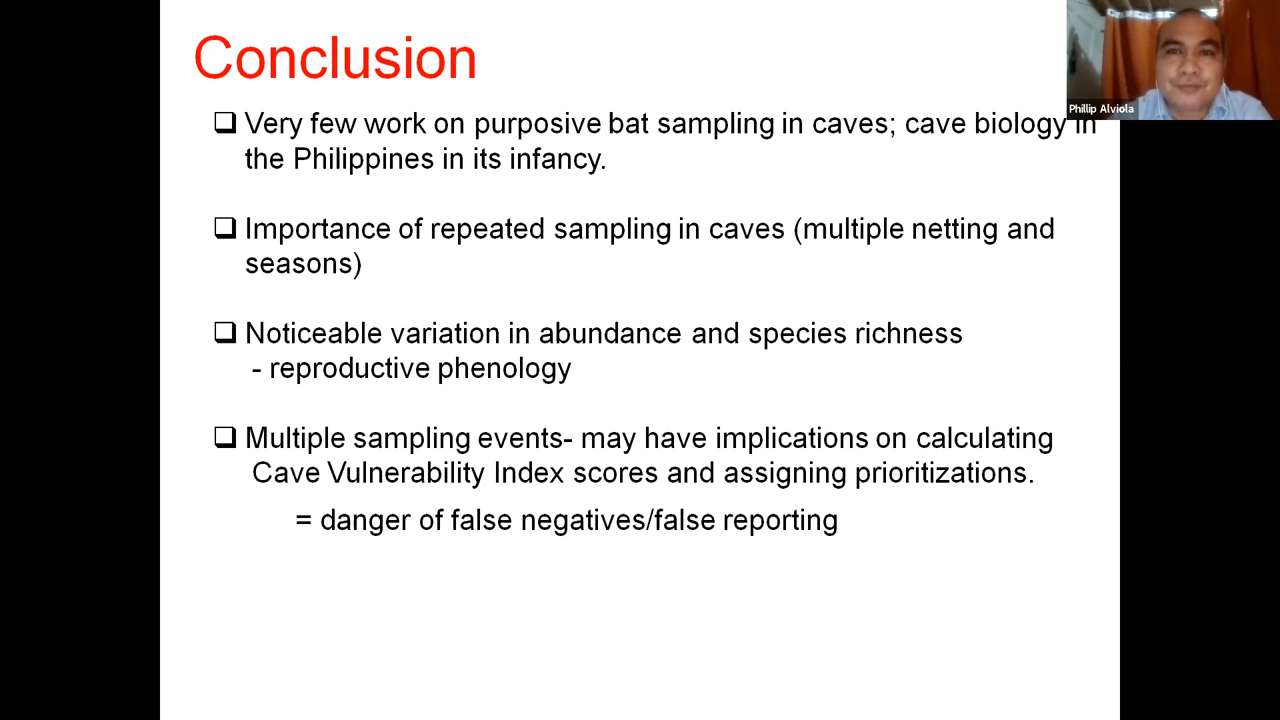 Conclusion
Phillip Alviola
❑ Very few work on purposive bat sampling in caves; cave biology in
the Philippines in its infancy.
❑ Importance of repeated sampling in caves (multiple netting and
seasons)
❑ Noticeable variation in abundance and species richness
- reproductive phenology
❑ Multiple sampling events- may have implications on calculating
Cave Vulnerability Index scores and assigning prioritizations.
= danger of false negatives/false reporting